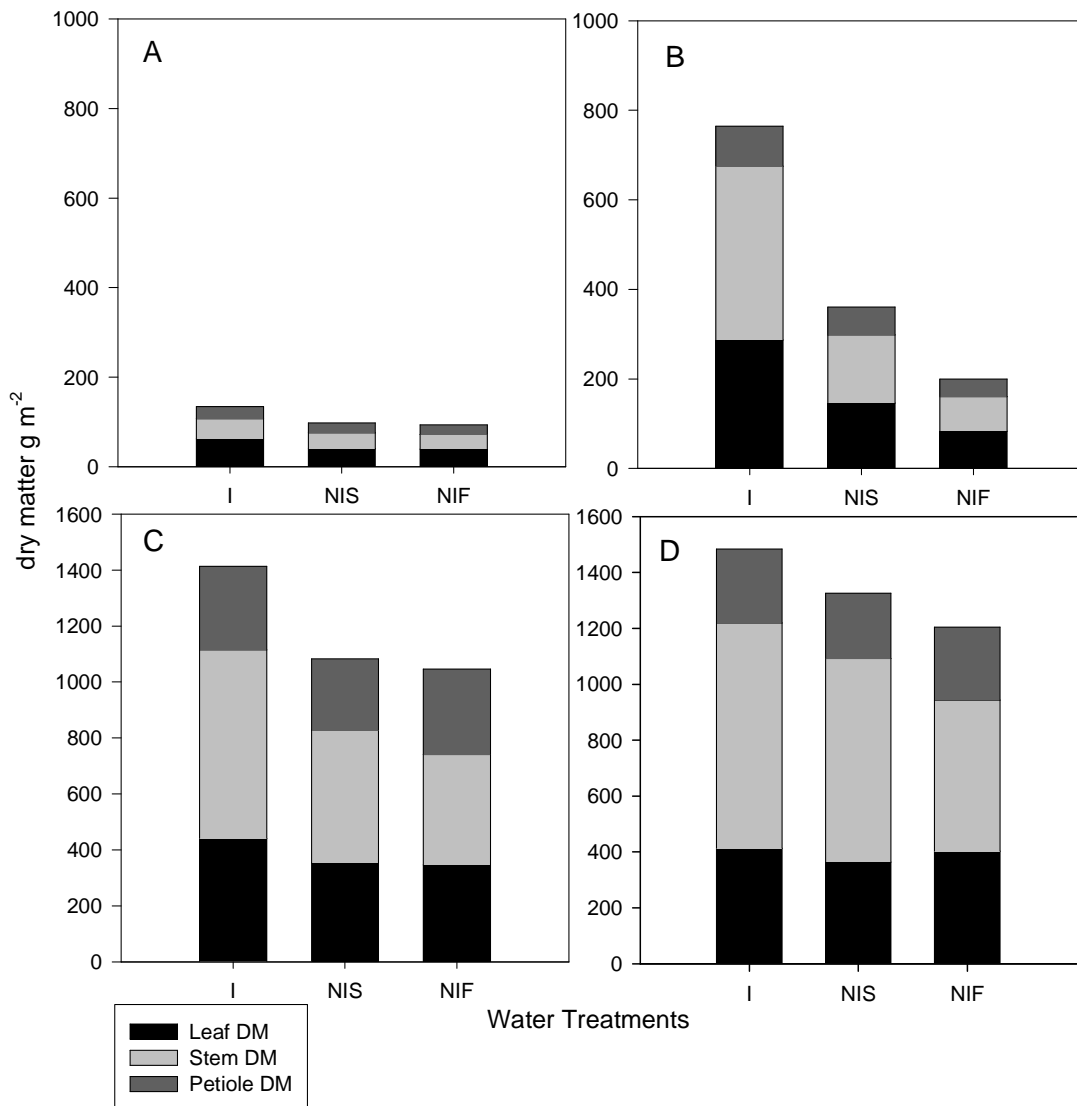 A
1000
800
600
400
200
0
I NIS NIF
B
1000
800
600
400
200
0
I NIS NIF
dry matter g m-2
C
1600
1400
1200
1000
800
600
400
200
0
I NIS NIF
D
1600
1400
1200
1000
800
600
400
200
0
I NIS NIF
Water Treatments
Leaf DM
Stem DM
Petiole DM